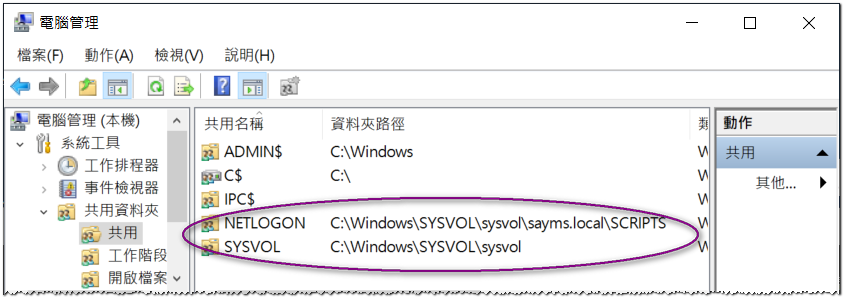 電腦管理
檔案(F) 動作(A) 檢視(V) 說明(H)
電腦管理 (本機)
系統工具
工作排程器
事件檢視器
共用資料夾
共用
工作階段
開啟檔案
共用名稱 資料夾路徑 類
ADMIN$ C:\Windows W
C$ C:\ W
IPC$ W
NETLOGON C:\Windows\SYSVOL\sysvol\sayms.local\SCRIPTS W
SYSVOL C:\Windows\SYSVOL\sysvol W
動作
共用
其他...